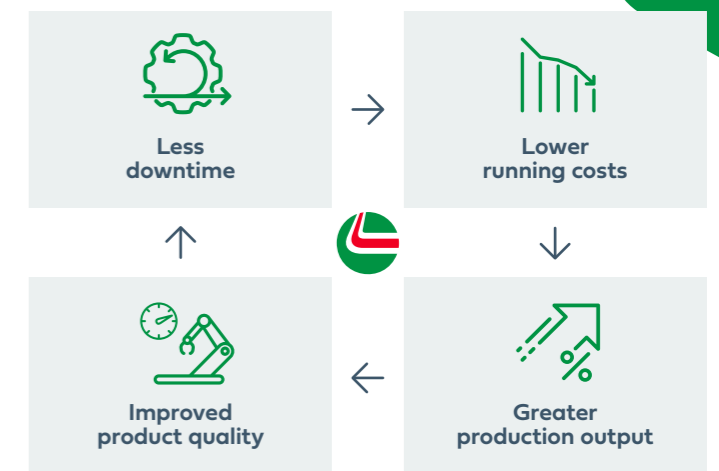 Less
downtime
Lower
running costs
Improved
product quality
Greater
production output
%